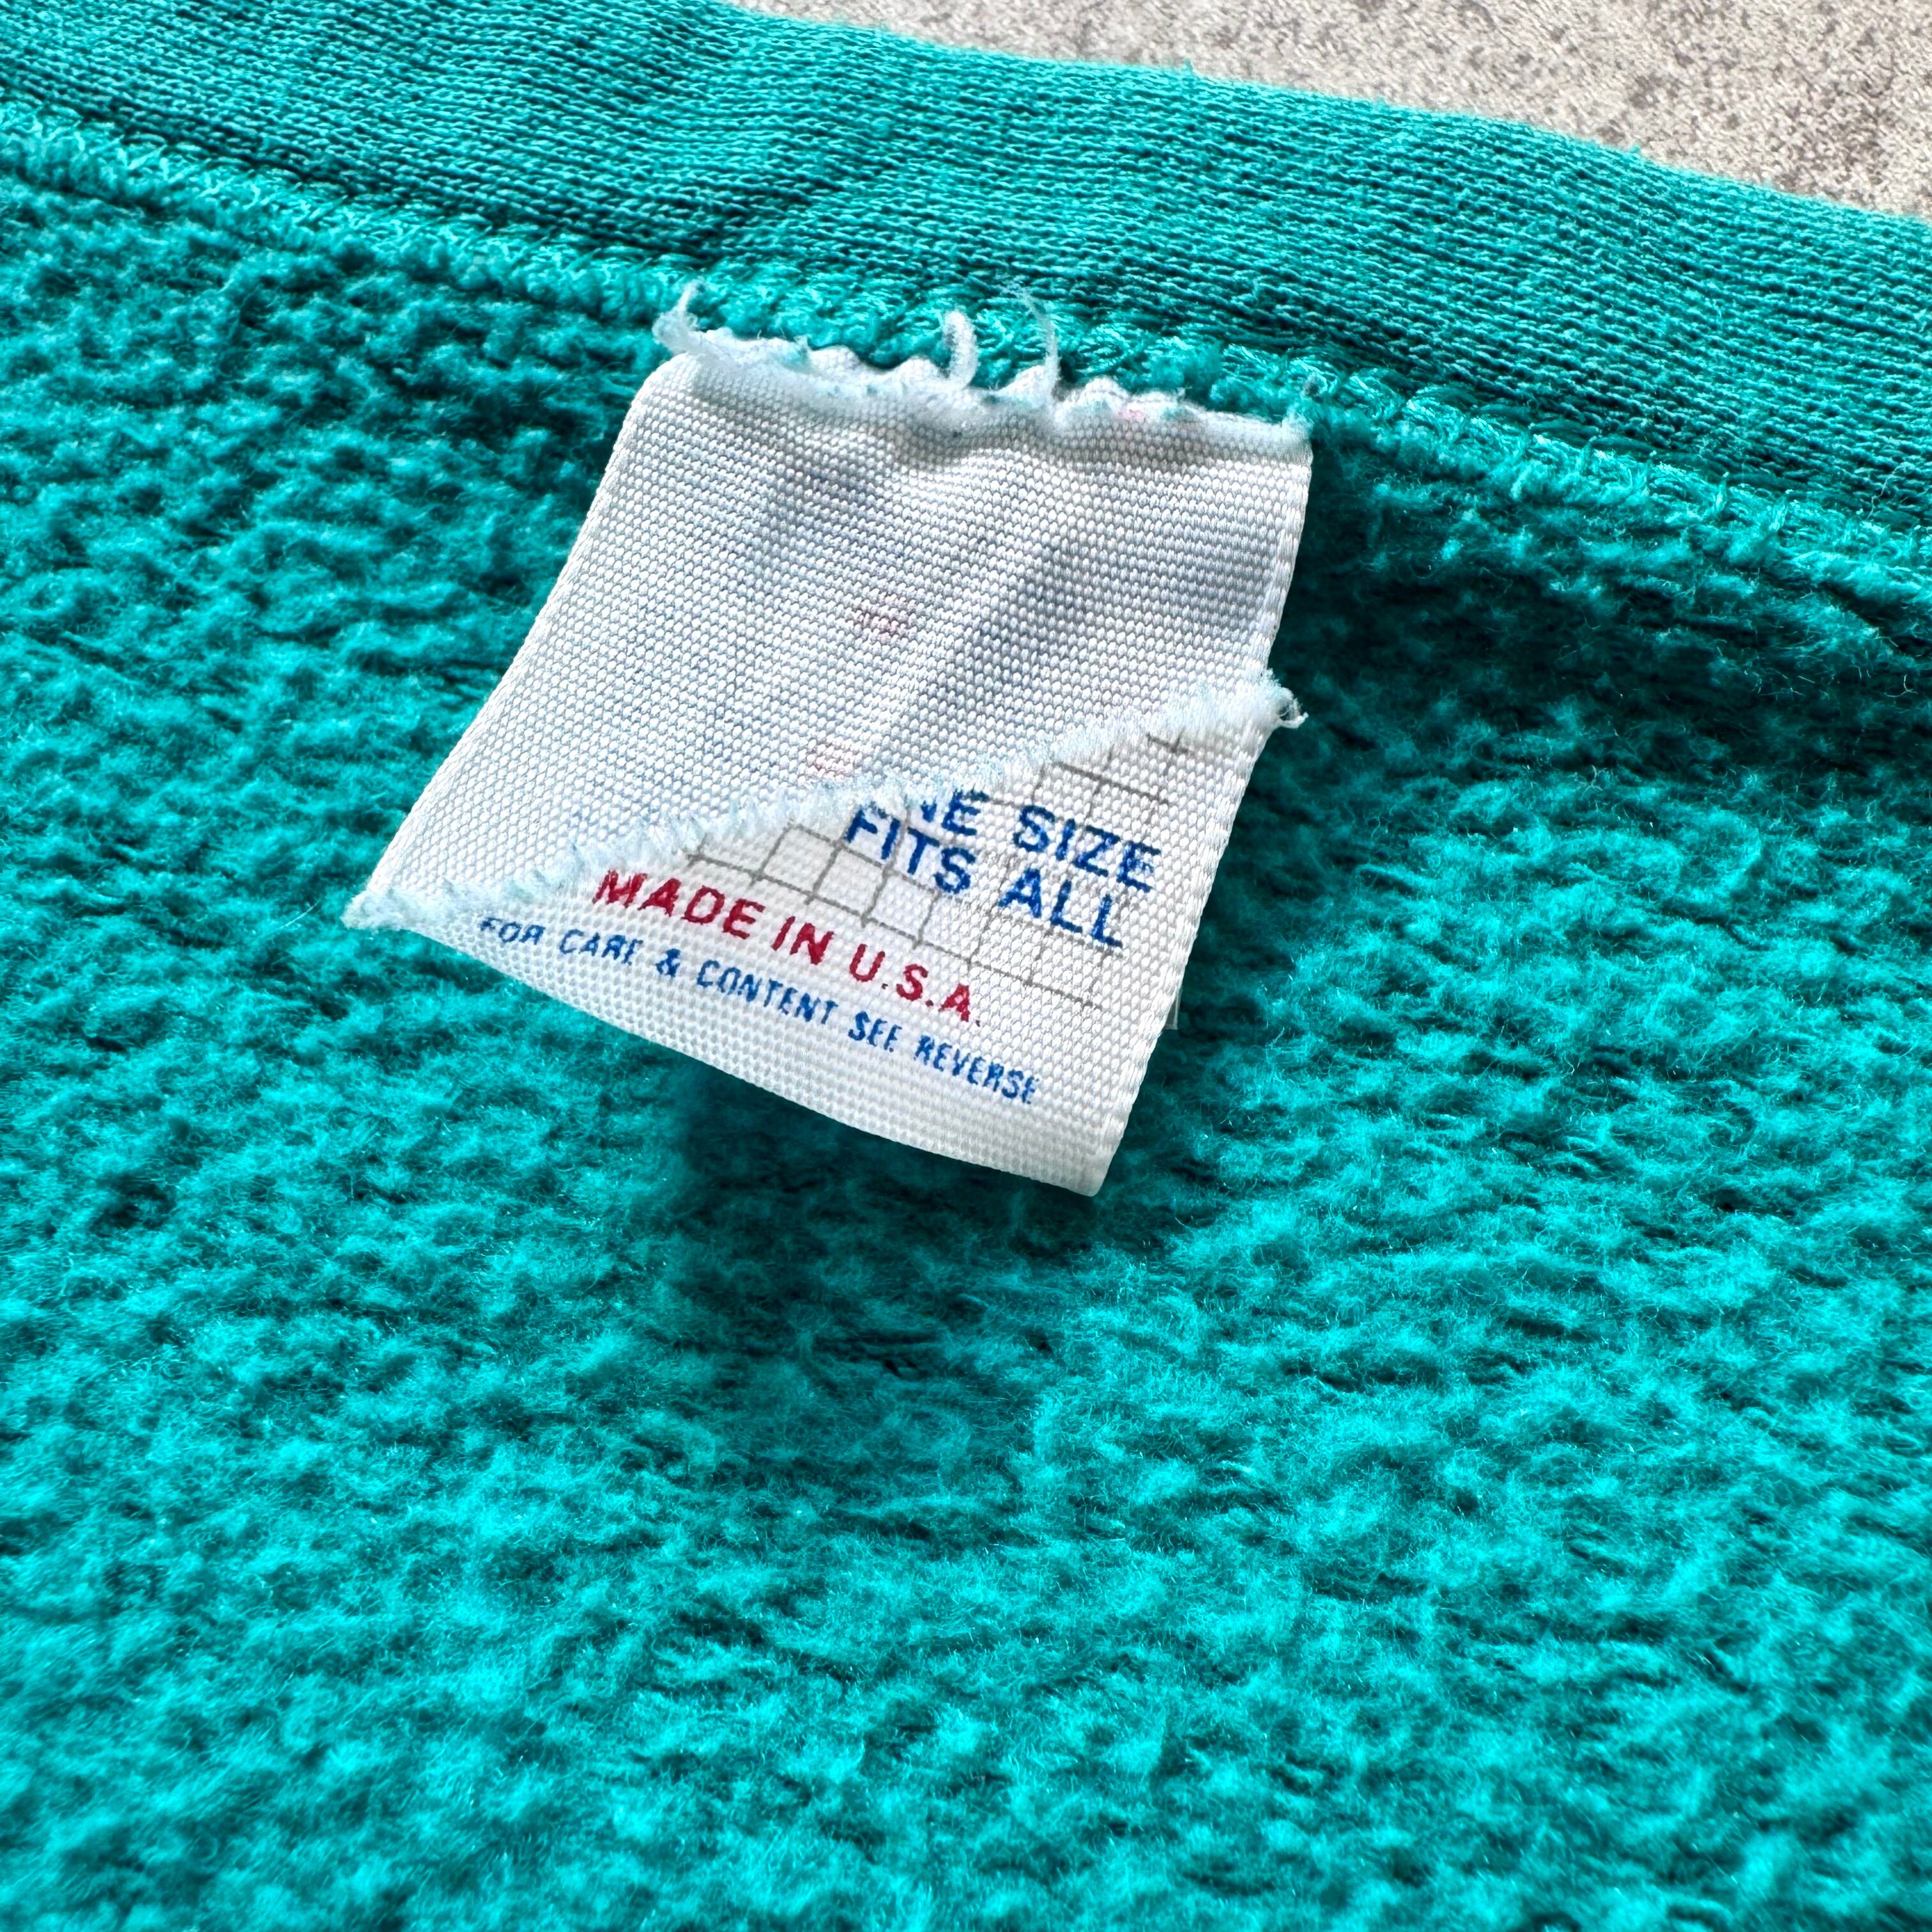 NE SIZE
FITS ALL
MADE IN U.S.A.
FOR CARE & CONTENT SEE REVERSE